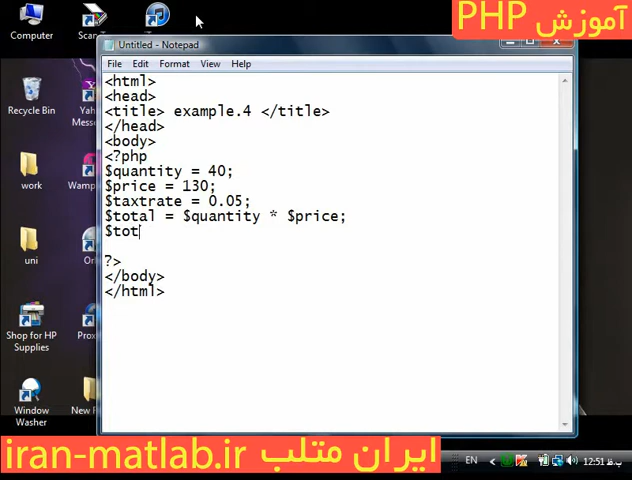 آموزش PHP
Computer
Scan
Recycle Bin
work
uni
Shop for HP
Supplies
Window
Washer
Untitled - Notepad
File Edit Format View Help
<html>
<head>
<title> example.4 </title>
</head>
<body>
<?php
$quantity = 40;
$price = 130;
$taxtrate = 0.05;
$total = $quantity * $price;
$tot
?>
</body>
</html>
ایران متلب iran-matlab.ir
EN
12:51 ب.ظ